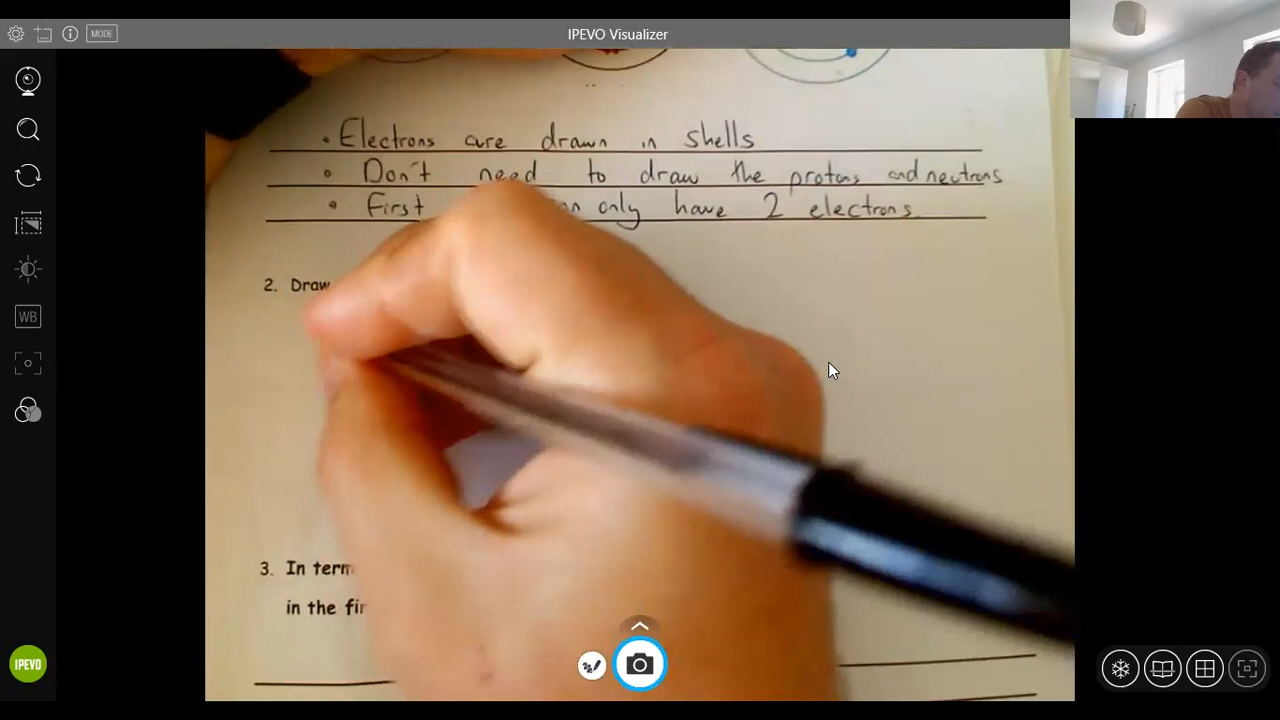 MODE
IPEVO Visualizer
WB
• Electrons are drawn in shells
• Don't need to draw the protons and neutrons
• First only have 2 electrons.
2. Draw
3. In term
in the fir
IPEVO